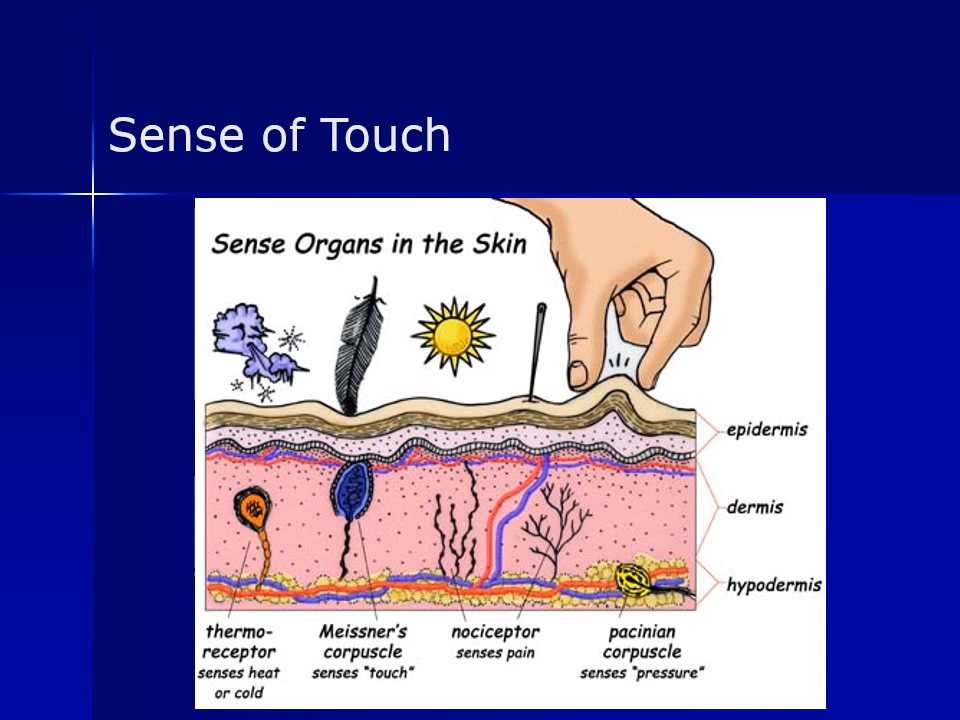 Sense of Touch
Sense Organs in the Skin
epidermis
dermis
hypodermis
thermo-
receptor
senses heat
or cold
Meissner's
corpuscle
senses "touch"
nociceptor
senses pain
pacinian
corpuscle
senses "pressure"